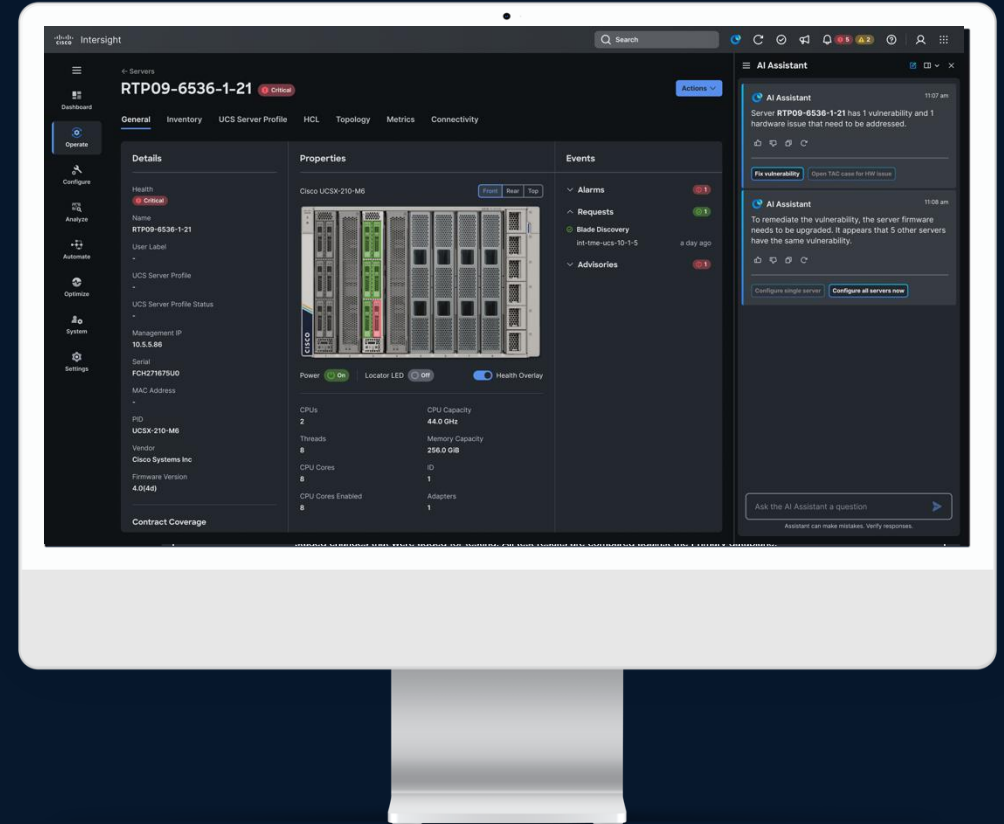 cisco Intersight
Search
5
2
Dashboard
Operate
Configure
Analyze
Automate
Optimize
System
Settings
← Servers
RTP09-6536-1-21 Critical
Actions
General Inventory UCS Server Profile HCL Topology Metrics Connectivity
Details
Health
Critical
Name
RTP09-6536-1-21
User Label
-
UCS Server Profile
-
UCS Server Profile Status
-
Management IP
10.5.5.86
Serial
FCH271675U0
MAC Address
-
PID
UCSX-210-M6
Vendor
Cisco Systems Inc
Firmware Version
4.0(4d)
Contract Coverage
Properties
Cisco UCSX-210-M6
Front Rear Top
CISCO
Power On Locator LED Off Health Overlay
CPUs
2
CPU Capacity
44.0 GHz
Threads
8
Memory Capacity
256.0 GiB
CPU Cores
8
ID
1
CPU Cores Enabled
8
Adapters
1
Events
Alarms 1
Requests 1
Blade Discovery
int-tme-ucs-10-1-5 a day ago
Advisories 1
AI Assistant
AI Assistant 11:07 am
Server RTP09-6536-1-21 has 1 vulnerability and 1
hardware issue that need to be addressed.
Fix vulnerability Open TAC case for HW issue
AI Assistant 11:08 am
To remediate the vulnerability, the server firmware
needs to be upgraded. It appears that 5 other servers
have the same vulnerability.
Configure single server Configure all servers now
Ask the AI Assistant a question
Assistant can make mistakes. Verify responses.